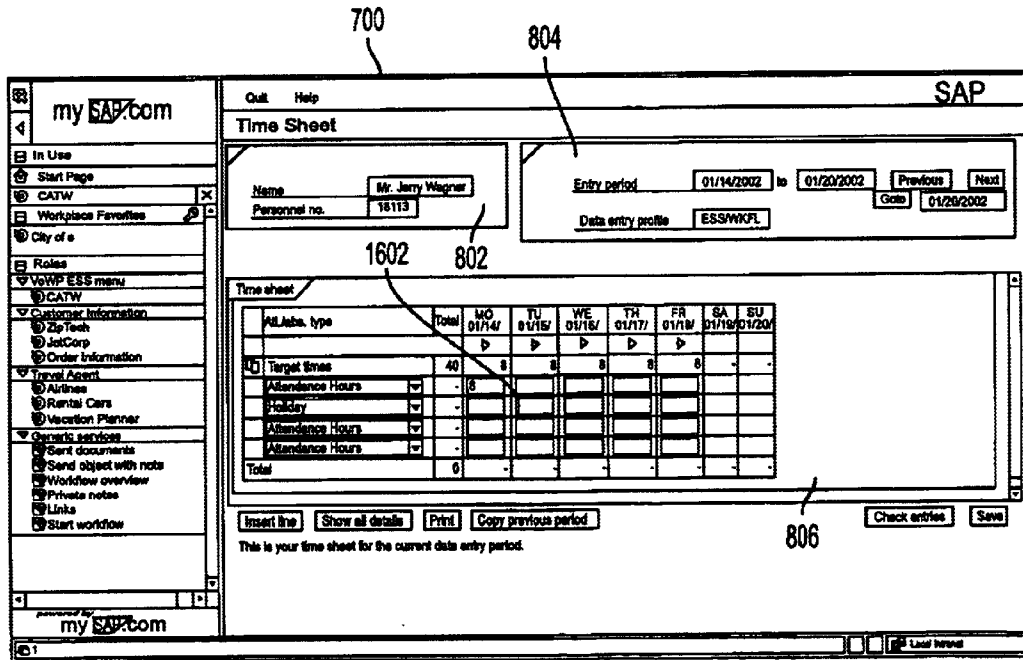 700
804
my SAP.com
Quit Help
SAP
Time Sheet
In Use
Start Page
CATW
Workplace Favorites
City of s
Roles
VoWP ESS menu
CATW
Customer Information
ZipTech
JetCorp
Order Information
Travel Agent
Airlines
Rental Cars
Vacation Planner
Generic services
Sent documents
Send object with note
Workflow overview
Private notes
Links
Start workflow
powered by
my SAP.com
1
Name Mr. Jerry Wagner
Personnel no. 16113
802
Entry period 01/14/2002 to 01/20/2002 Previous Next
Goto 01/20/2002
Data entry profile ESS/WKFL
1602
Time sheet
Att./abs. type Total MO TU WE TH FR SA SU
01/14/ 01/15/ 01/16/ 01/17/ 01/18/ 01/19/ 01/20/
Target times 40 8 8 8 8 8
Attendance Hours - 8
Holiday -
Attendance Hours -
Attendance Hours -
Total 0 - - - - - - -
806
Insert line Show all details Print Copy previous period Check entries Save
This is your time sheet for the current data entry period.
Local intranet